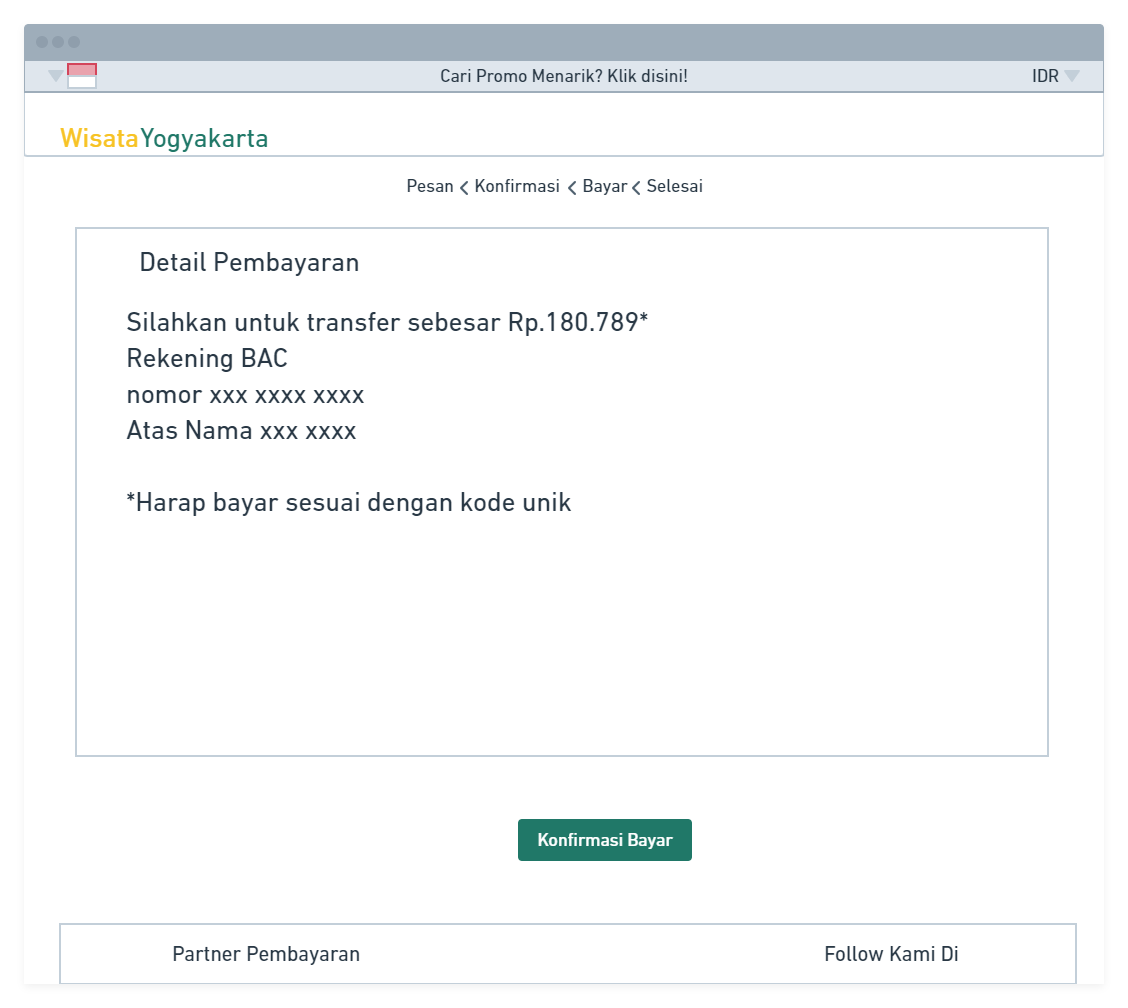 Cari Promo Menarik? Klik disini!
IDR
WisataYogyakarta
Pesan < Konfirmasi < Bayar < Selesai
Detail Pembayaran
Silahkan untuk transfer sebesar Rp.180.789*
Rekening BAC
nomor xxx xxxx xxxx
Atas Nama xxx xxxx
*Harap bayar sesuai dengan kode unik
Konfirmasi Bayar
Partner Pembayaran
Follow Kami Di